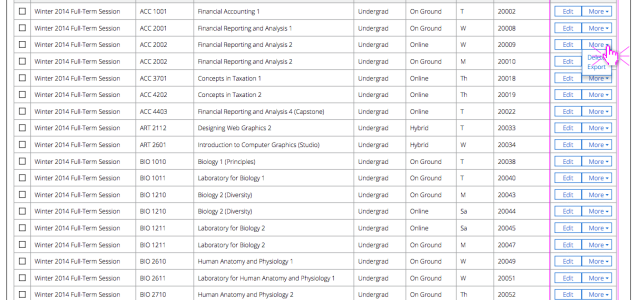 Winter 2014 Full-Term Session ACC 1001 Financial Accounting 1 Undergrad On Ground T 20002 Edit More
Winter 2014 Full-Term Session ACC 2001 Financial Reporting and Analysis 1 Undergrad On Ground W 20008 Edit More
Winter 2014 Full-Term Session ACC 2002 Financial Reporting and Analysis 2 Undergrad Online W 20009 Edit More
Winter 2014 Full-Term Session ACC 2002 Financial Reporting and Analysis 2 Undergrad On Ground M 20010 Edit
Export
Winter 2014 Full-Term Session ACC 3701 Concepts in Taxation 1 Undergrad Online Th 20018 Edit More
Winter 2014 Full-Term Session ACC 4202 Concepts in Taxation 2 Undergrad Online Th 20019 Edit More
Winter 2014 Full-Term Session ACC 4403 Financial Reporting and Analysis 4 (Capstone) Undergrad Online T 20022 Edit More
Winter 2014 Full-Term Session ART 2112 Designing Web Graphics 2 Undergrad Hybrid T 20033 Edit More
Winter 2014 Full-Term Session ART 2601 Introduction to Computer Graphics (Studio) Undergrad Hybrid W 20034 Edit More
Winter 2014 Full-Term Session BIO 1010 Biology 1 (Principles) Undergrad On Ground T 20038 Edit More
Winter 2014 Full-Term Session BIO 1011 Laboratory for Biology 1 Undergrad On Ground T 20040 Edit More
Winter 2014 Full-Term Session BIO 1210 Biology 2 (Diversity) Undergrad On Ground M 20043 Edit More
Winter 2014 Full-Term Session BIO 1210 Biology 2 (Diversity) Undergrad Online Sa 20044 Edit More
Winter 2014 Full-Term Session BIO 1211 Laboratory for Biology 2 Undergrad Online Sa 20045 Edit More
Winter 2014 Full-Term Session BIO 1211 Laboratory for Biology 2 Undergrad On Ground M 20047 Edit More
Winter 2014 Full-Term Session BIO 2610 Human Anatomy and Physiology 1 Undergrad On Ground W 20049 Edit More
Winter 2014 Full-Term Session BIO 2611 Laboratory for Human Anatomy and Physiology 1 Undergrad On Ground W 20051 Edit More
Winter 2014 Full-Term Session BIO 2710 Human Anatomy and Physiology 2 Undergrad On Ground Th 20052 Edit More